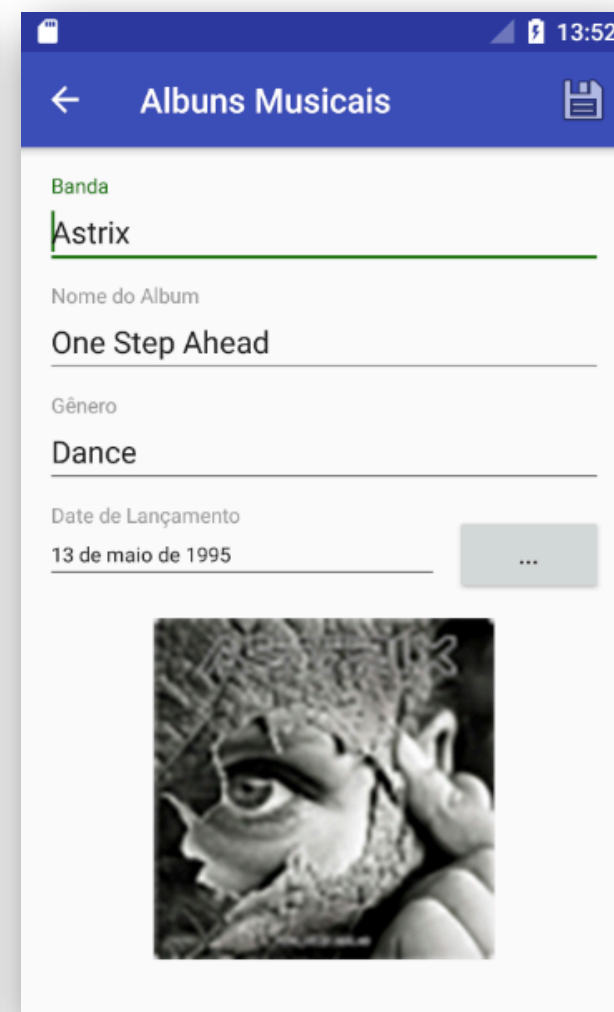 13:52
Albuns Musicais
Banda
Astrix
Nome do Album
One Step Ahead
Gênero
Dance
Date de Lançamento
13 de maio de 1995
...